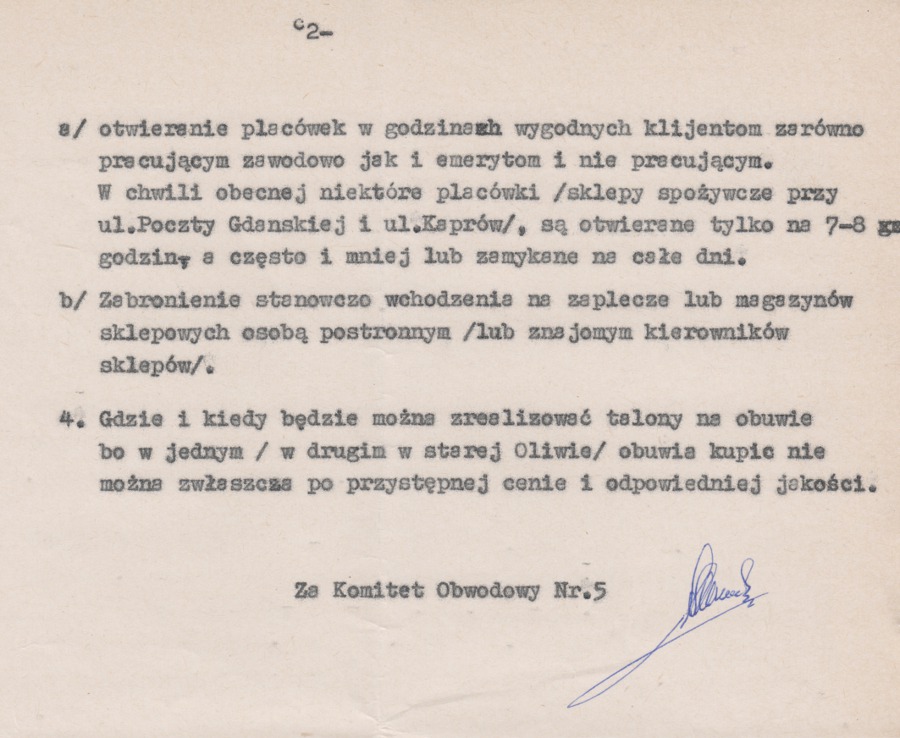 c2-
a/ otwieranie placówek w godzinach wygodnych klijentom zarówno
pracującym zawodowo jak i emerytom i nie pracującym.
W chwili obecnej niektóre placówki /sklepy spożywcze przy
ul.Poczty Gdanskiej i ul.Kaprów/, są otwierane tylko na 7-8
godzin, a często i mniej lub zamykane na całe dni.
b/ Zabronienie stanowczo wchodzenia na zaplecze lub magazynów
sklepowych osobą postronnym /lub znajomym kierowników
sklepów/.
4. Gdzie i kiedy będzie można zrealizować talony na obuwie
bo w jednym / w drugim w starej Oliwie/ obuwia kupic nie
można zwłaszcza po przystępnej cenie i odpowiedniej jakości.
Za Komitet Obwodowy Nr.5